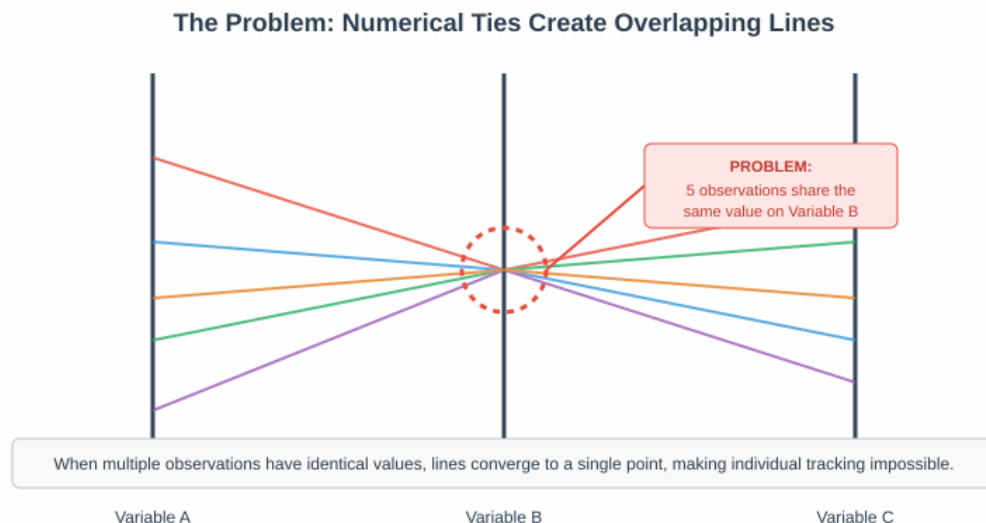 The Problem: Numerical Ties Create Overlapping Lines
PROBLEM:
5 observations share the
same value on Variable B
When multiple observations have identical values, lines converge to a single point, making individual tracking impossible.
Variable A
Variable B
Variable C